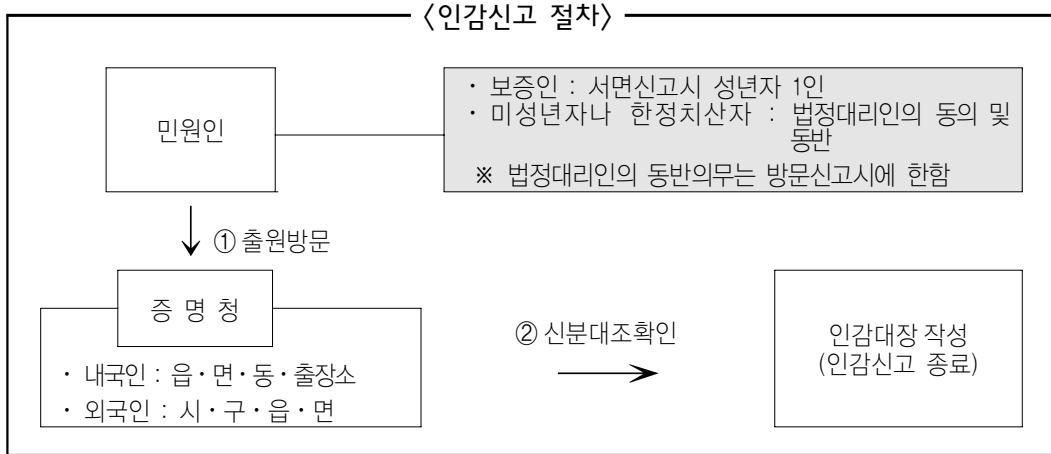 〈인감신고 절차〉
민원인
・ 보증인 : 서면신고시 성년자 1인
・ 미성년자나 한정치산자 : 법정대리인의 동의 및
동반
※ 법정대리인의 동반의무는 방문신고시에 한함
① 출원방문
증 명 청
・ 내국인 : 읍・면・동・출장소
・ 외국인 : 시・구・읍・면
② 신분대조확인
인감대장 작성
(인감신고 종료)